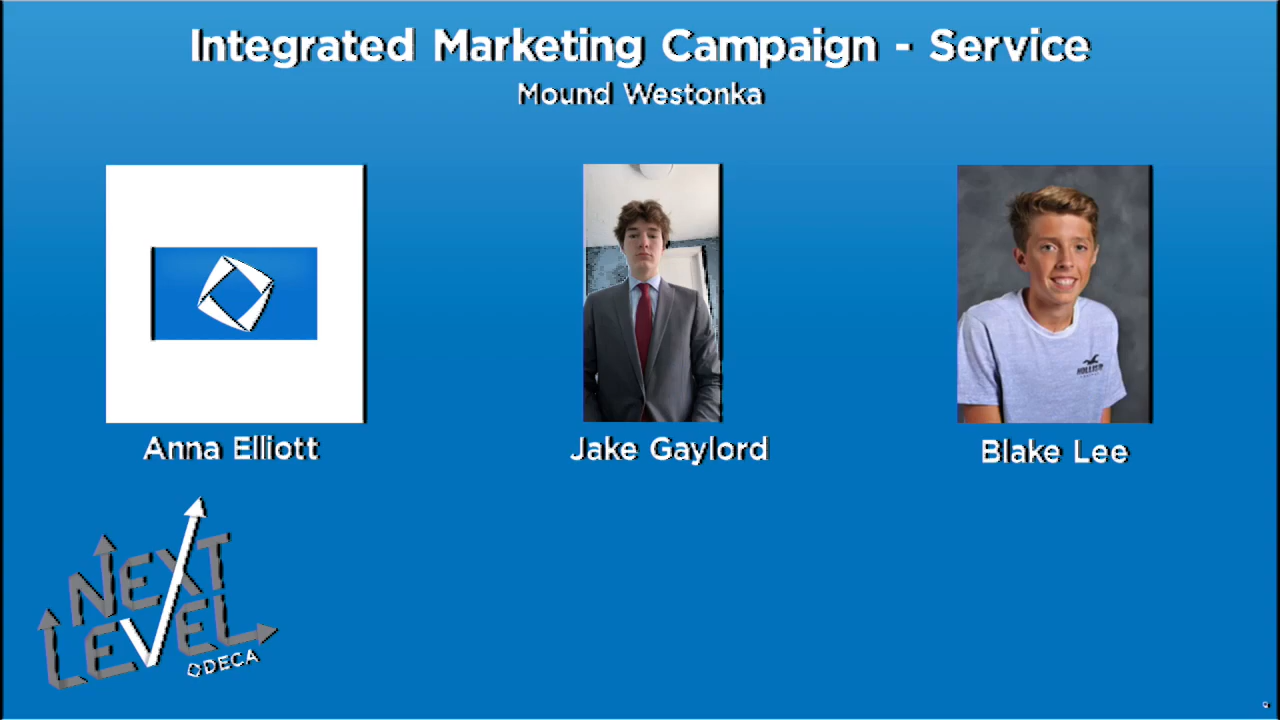 Integrated Marketing Campaign - Service
Mound Westonka
Anna Elliott
Jake Gaylord
Blake Lee
NEXT
LEVEL
DECA